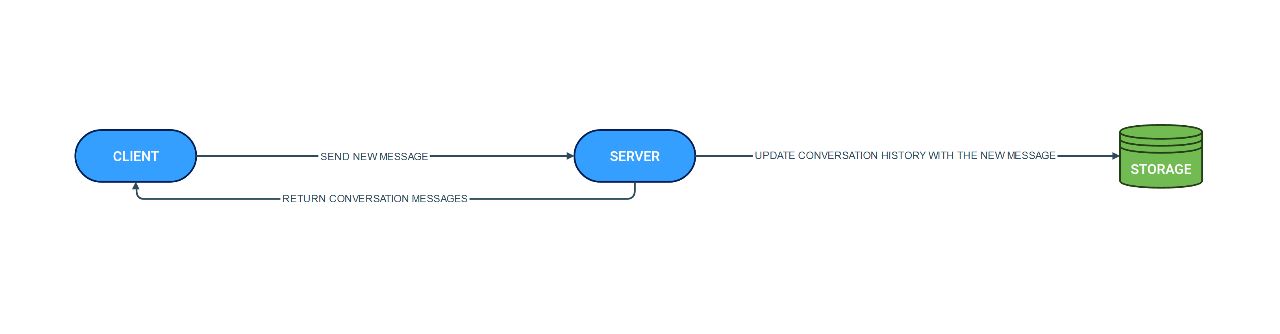 CLIENT
SEND NEW MESSAGE
SERVER
UPDATE CONVERSATION HISTORY WITH THE NEW MESSAGE
STORAGE
RETURN CONVERSATION MESSAGES